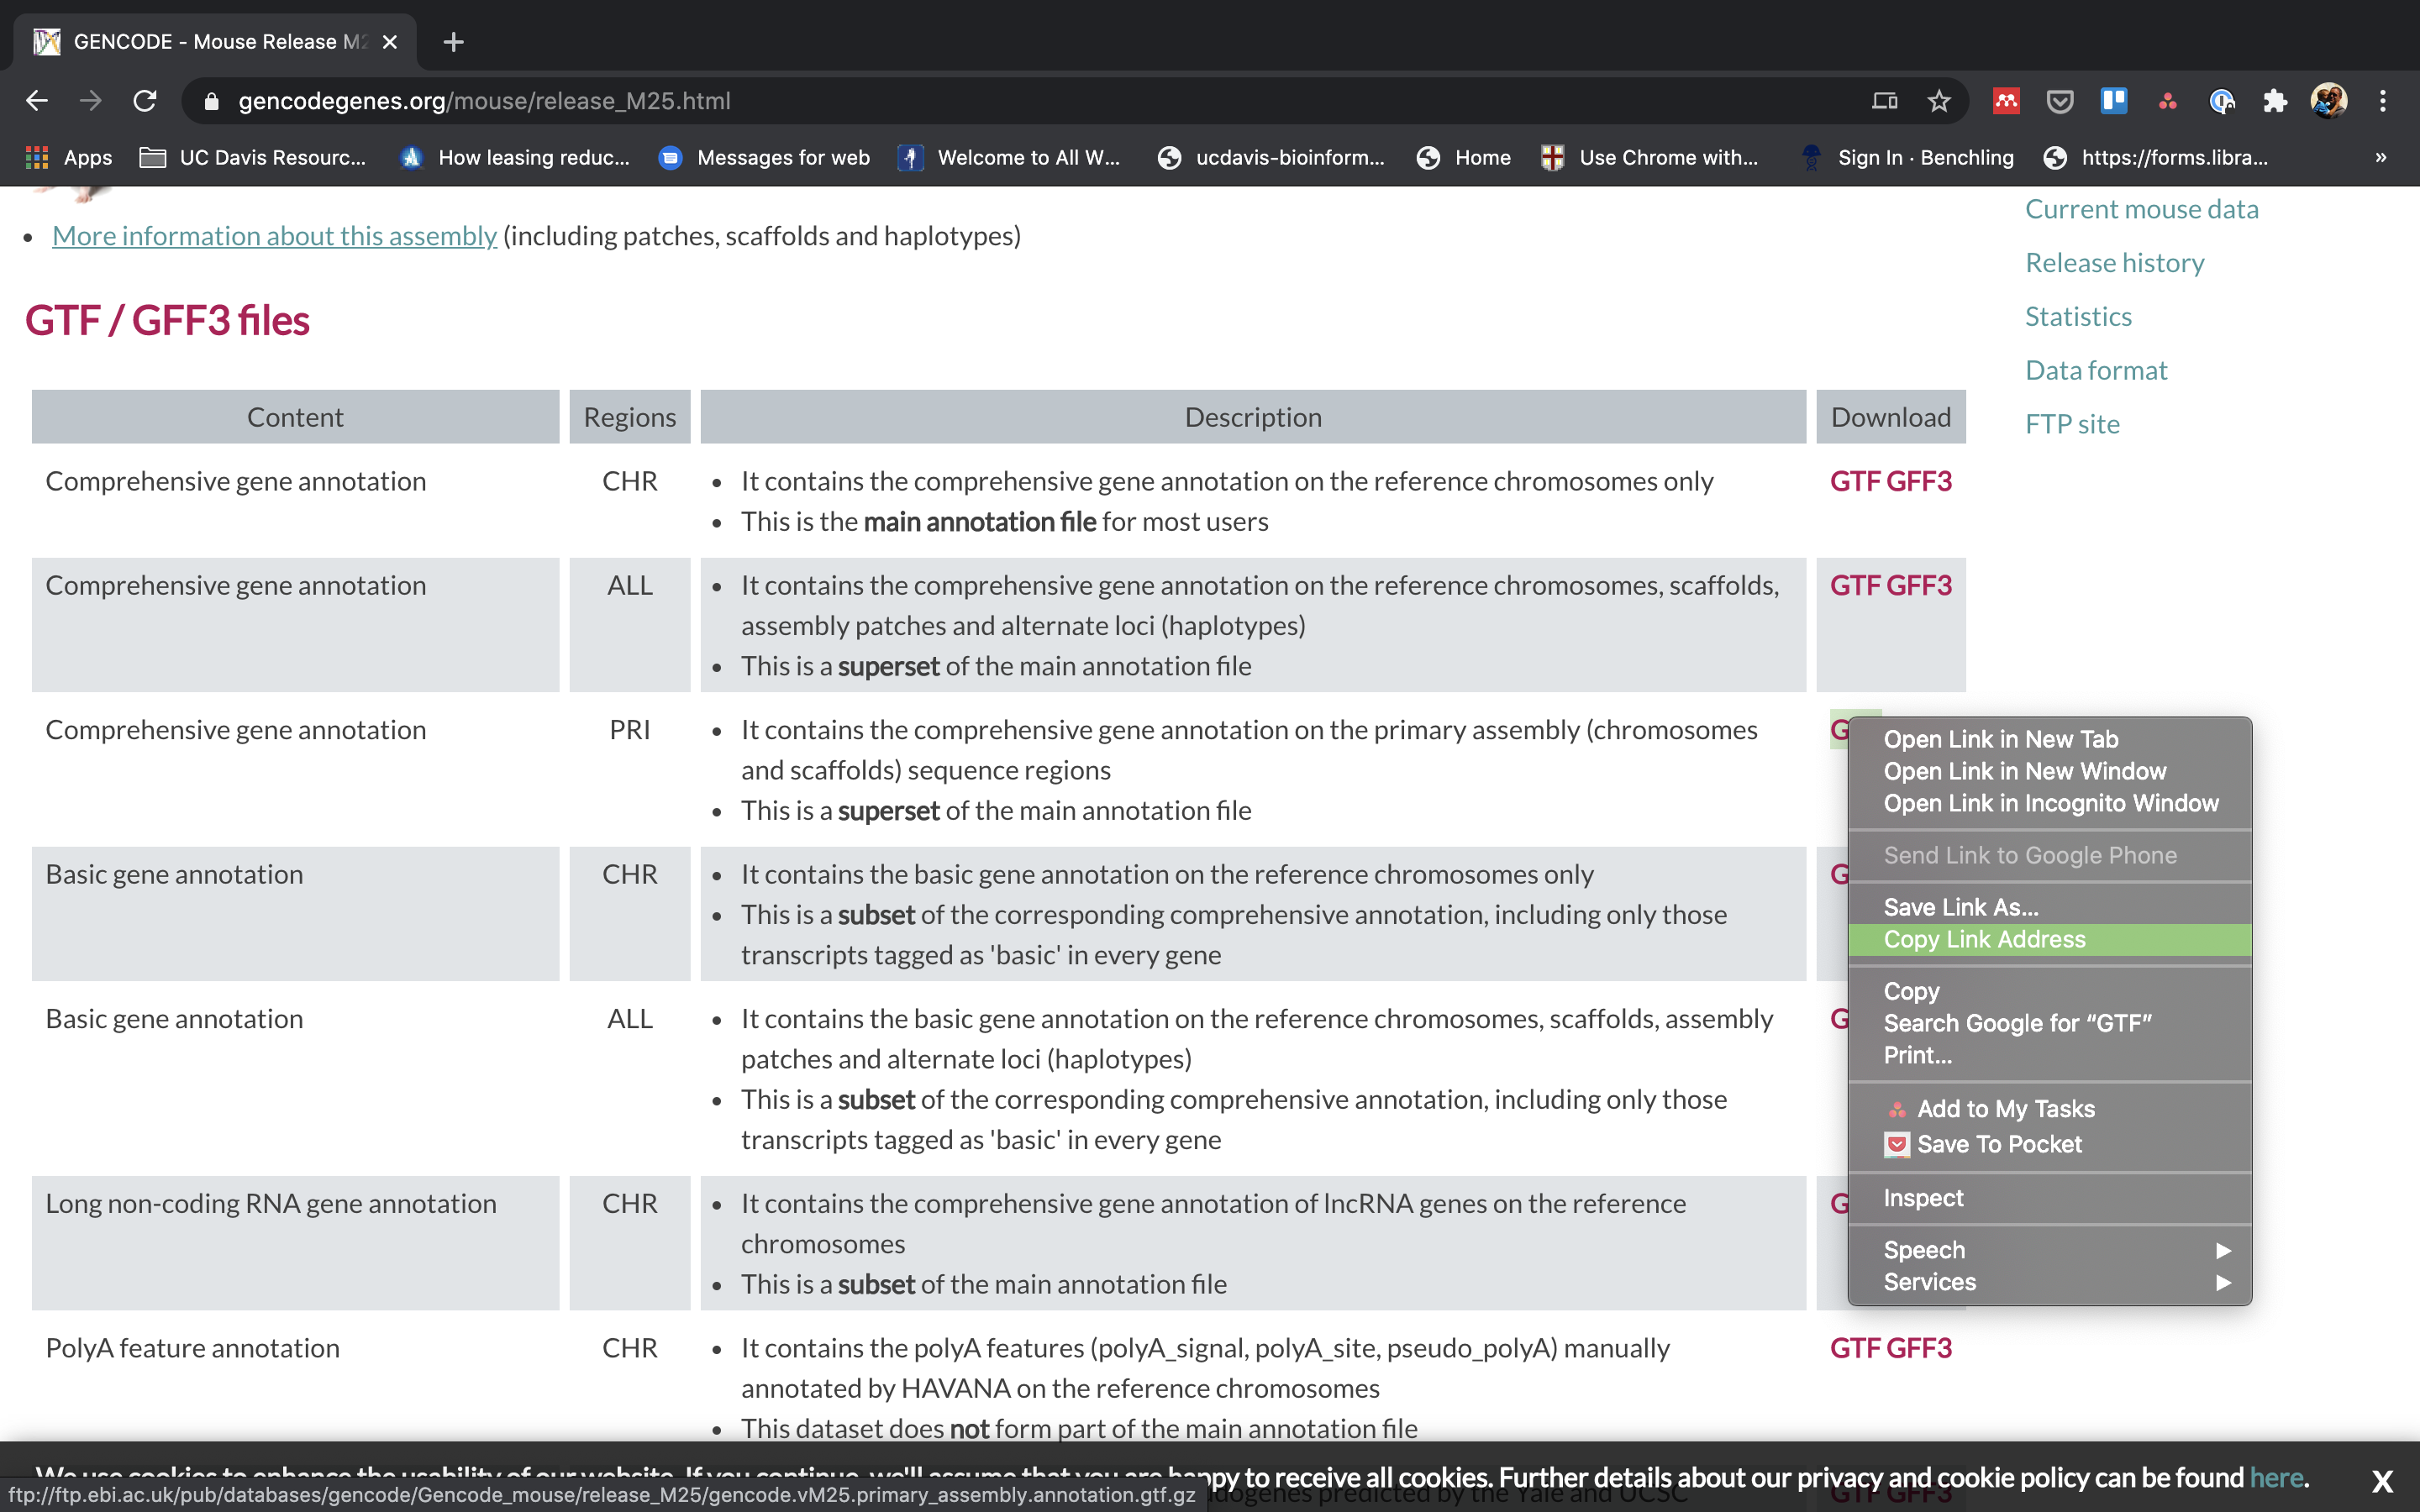 GENCODE - Mouse Release M2
gencodegenes.org/mouse/release_M25.html
Apps
UC Davis Resourc...
How leasing reduc...
Messages for web
Welcome to All W...
ucdavis-bioinform...
Home
Use Chrome with...
Sign In · Benchling
https://forms.libra...
»
More information about this assembly (including patches, scaffolds and haplotypes)
Current mouse data
Release history
Statistics
Data format
FTP site
GTF / GFF3 files
Content Regions Description Download
Comprehensive gene annotation CHR
• It contains the comprehensive gene annotation on the reference chromosomes only
• This is the main annotation file for most users
GTF GFF3
Comprehensive gene annotation ALL
• It contains the comprehensive gene annotation on the reference chromosomes, scaffolds,
assembly patches and alternate loci (haplotypes)
• This is a superset of the main annotation file
GTF GFF3
Comprehensive gene annotation PRI
• It contains the comprehensive gene annotation on the primary assembly (chromosomes
and scaffolds) sequence regions
• This is a superset of the main annotation file
G
Basic gene annotation CHR
• It contains the basic gene annotation on the reference chromosomes only
• This is a subset of the corresponding comprehensive annotation, including only those
transcripts tagged as 'basic' in every gene
G
Basic gene annotation ALL
• It contains the basic gene annotation on the reference chromosomes, scaffolds, assembly
patches and alternate loci (haplotypes)
• This is a subset of the corresponding comprehensive annotation, including only those
transcripts tagged as 'basic' in every gene
G
Long non-coding RNA gene annotation CHR
• It contains the comprehensive gene annotation of lncRNA genes on the reference
chromosomes
• This is a subset of the main annotation file
G
PolyA feature annotation CHR
• It contains the polyA features (polyA_signal, polyA_site, pseudo_polyA) manually
annotated by HAVANA on the reference chromosomes
• This dataset does not form part of the main annotation file
GTF GFF3
Open Link in New Tab
Open Link in New Window
Open Link in Incognito Window
Send Link to Google Phone
Save Link As...
Copy Link Address
Copy
Search Google for “GTF”
Print...
Add to My Tasks
Save To Pocket
Inspect
Speech
Services
We use cookies to enhance the usability of our website. If you continue, we'll assume that you are happy to receive all cookies. Further details about our privacy and cookie policy can be found here.
X
ftp://ftp.ebi.ac.uk/pub/databases/gencode/Gencode_mouse/release_M25/gencode.vM25.primary_assembly.annotation.gtf.gz